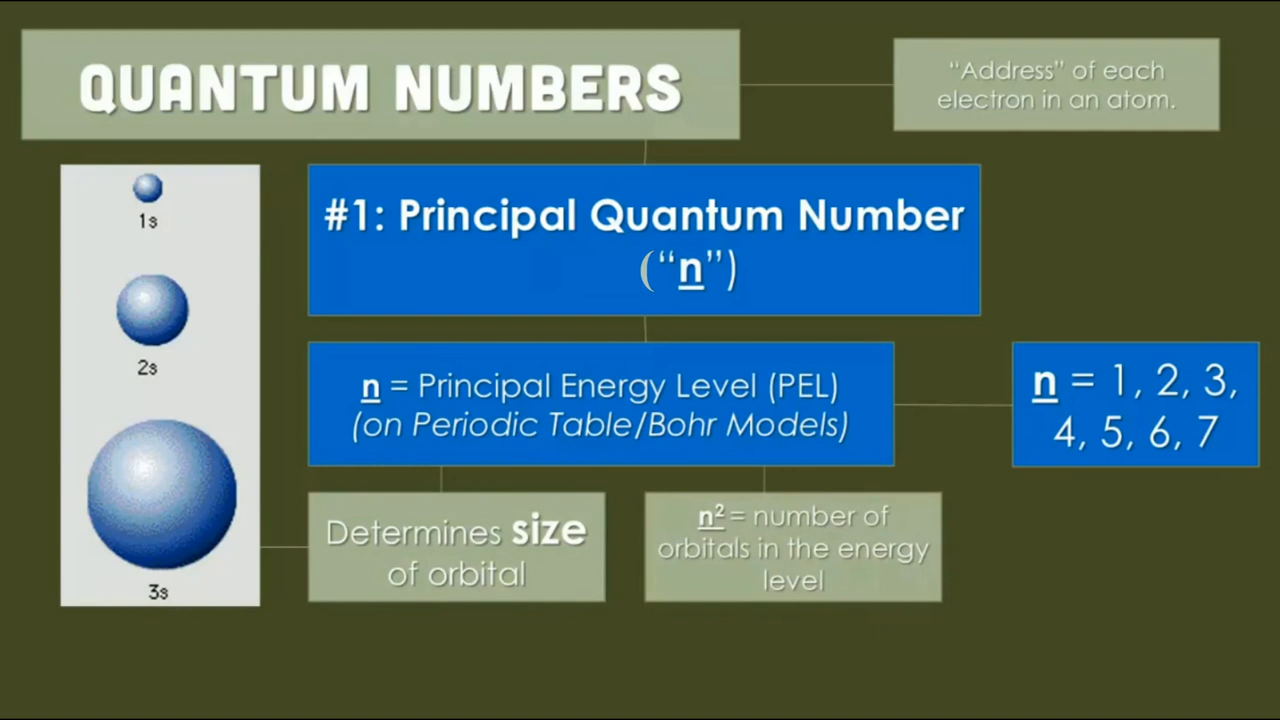 QUANTUM NUMBERS
“Address” of each
electron in an atom.
1s
2s
3s
#1: Principal Quantum Number
(“n”)
n = Principal Energy Level (PEL)
(on Periodic Table/Bohr Models)
n = 1, 2, 3,
4, 5, 6, 7
Determines size
of orbital
n² = number of
orbitals in the energy
level